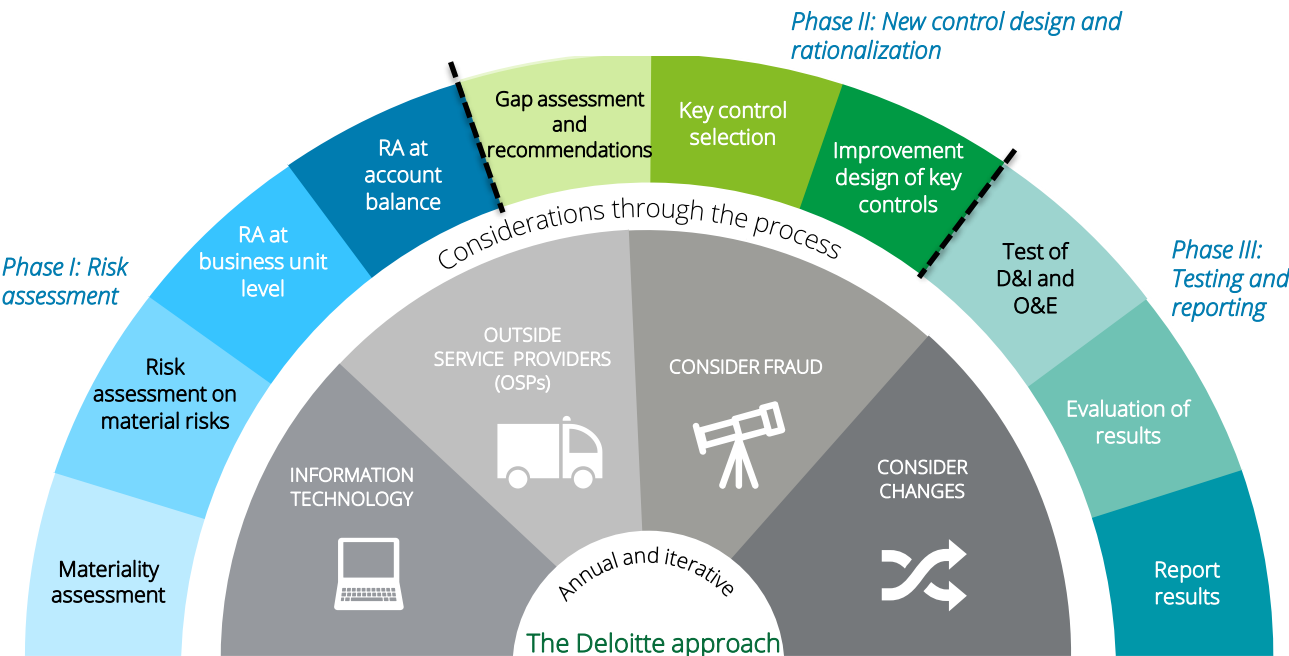 Phase II: New control design and
rationalization
Gap assessment
and
recommendations
Key control
selection
RA at
account
balance
Improvement
design of key
controls
Considerations through the process
RA at
business unit
level
Test of
D&I and
O&E
Phase I: Risk
assessment
Phase III:
Testing and
reporting
OUTSIDE
SERVICE PROVIDERS
(OSPs)
CONSIDER FRAUD
Risk
assessment on
material risks
Evaluation of
results
INFORMATION
TECHNOLOGY
CONSIDER
CHANGES
Materiality
assessment
Annual and iterative
Report
results
The Deloitte approach